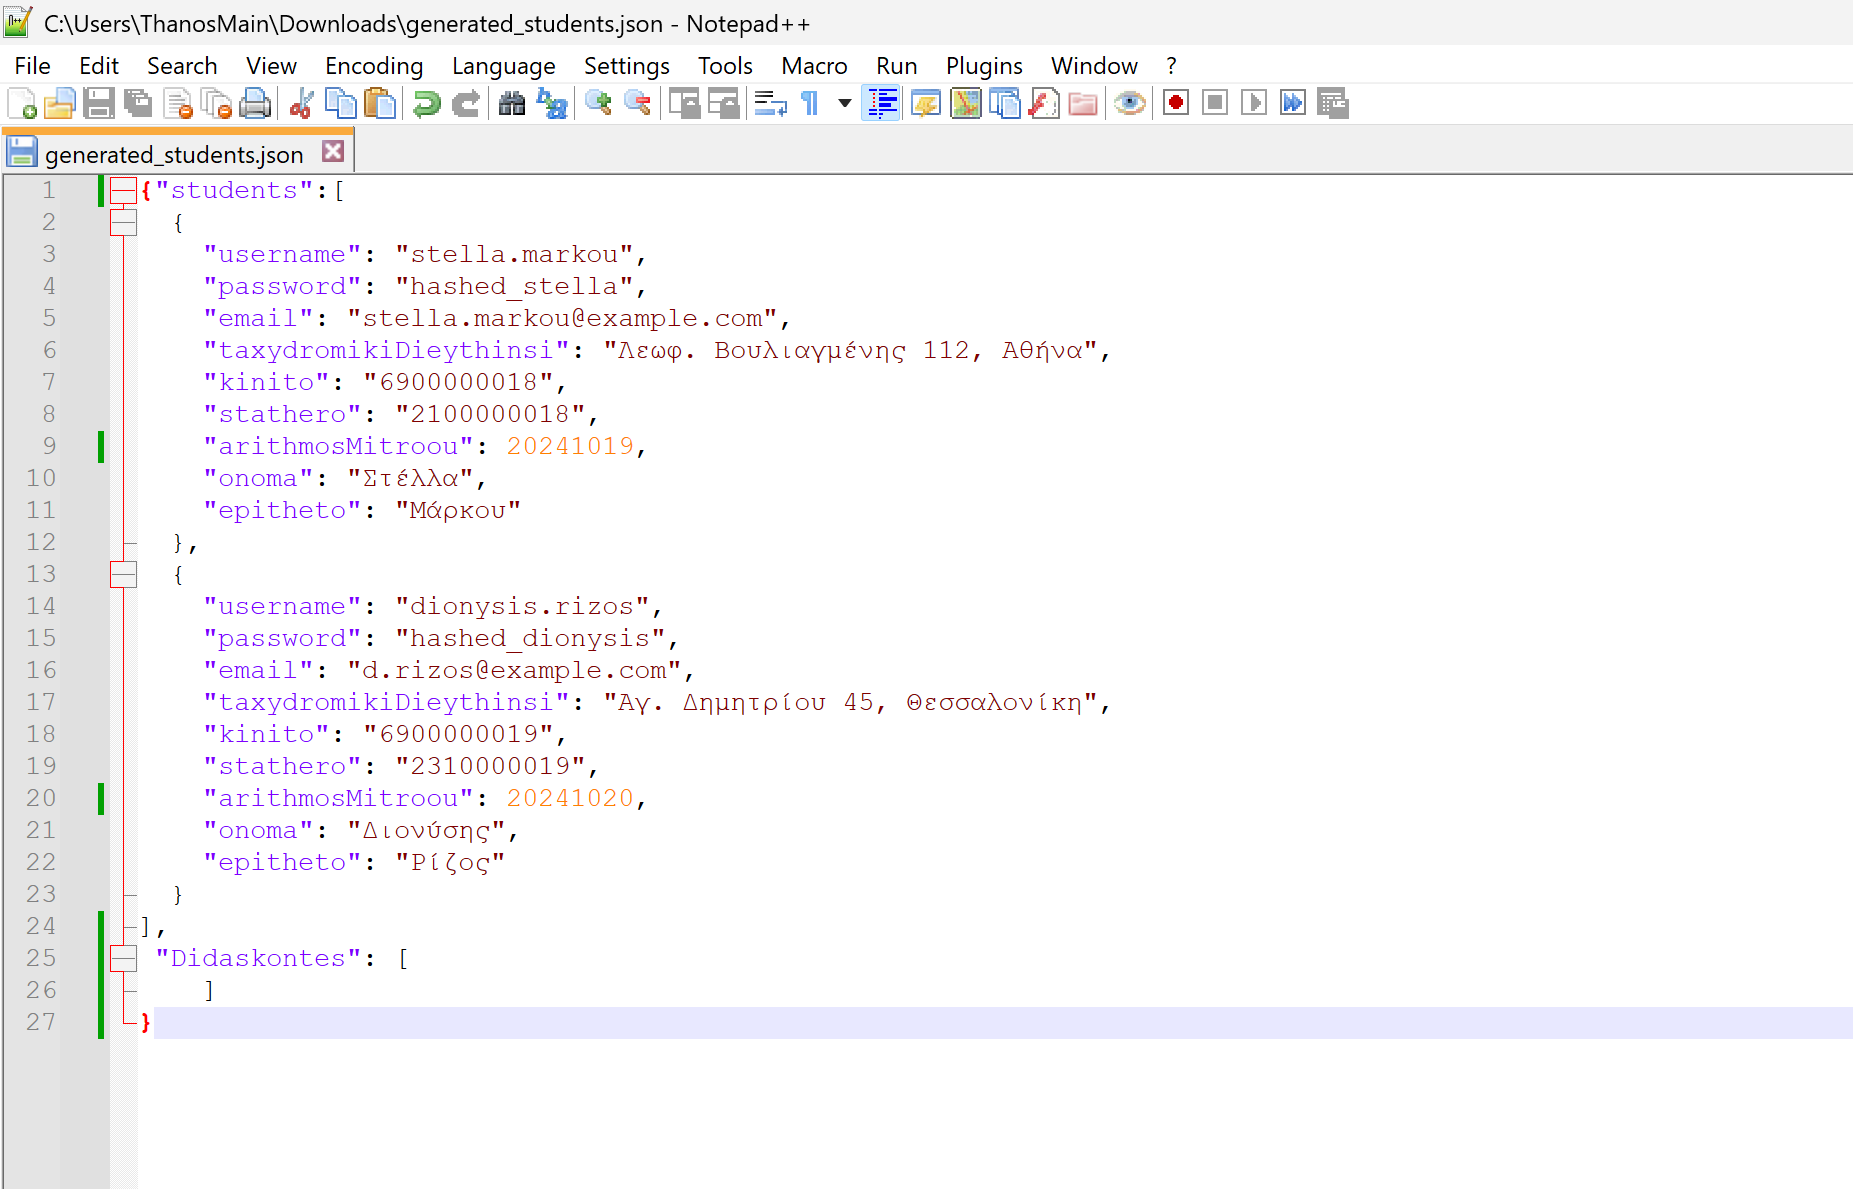 C:\Users\ThanosMain\Downloads\generated_students.json - Notepad++
File Edit Search View Encoding Language Settings Tools Macro Run Plugins Window ?
generated_students.json
1 {"students":[
2 {
3 "username": "stella.markou",
4 "password": "hashed_stella",
5 "email": "stella.markou@example.com",
6 "taxydromikiDieythinsi": "Λεωφ. Βουλιαγμένης 112, Αθήνα",
7 "kinito": "6900000018",
8 "stathero": "2100000018",
9 "arithmosMitroou": 20241019,
10 "onoma": "Στέλλα",
11 "epitheto": "Μάρκου"
12 },
13 {
14 "username": "dionysis.rizos",
15 "password": "hashed_dionysis",
16 "email": "d.rizos@example.com",
17 "taxydromikiDieythinsi": "Αγ. Δημητρίου 45, Θεσσαλονίκη",
18 "kinito": "6900000019",
19 "stathero": "2310000019",
20 "arithmosMitroou": 20241020,
21 "onoma": "Διονύσης",
22 "epitheto": "Ρίζος"
23 }
24 ],
25 "Didaskontes": [
26 ]
27 }